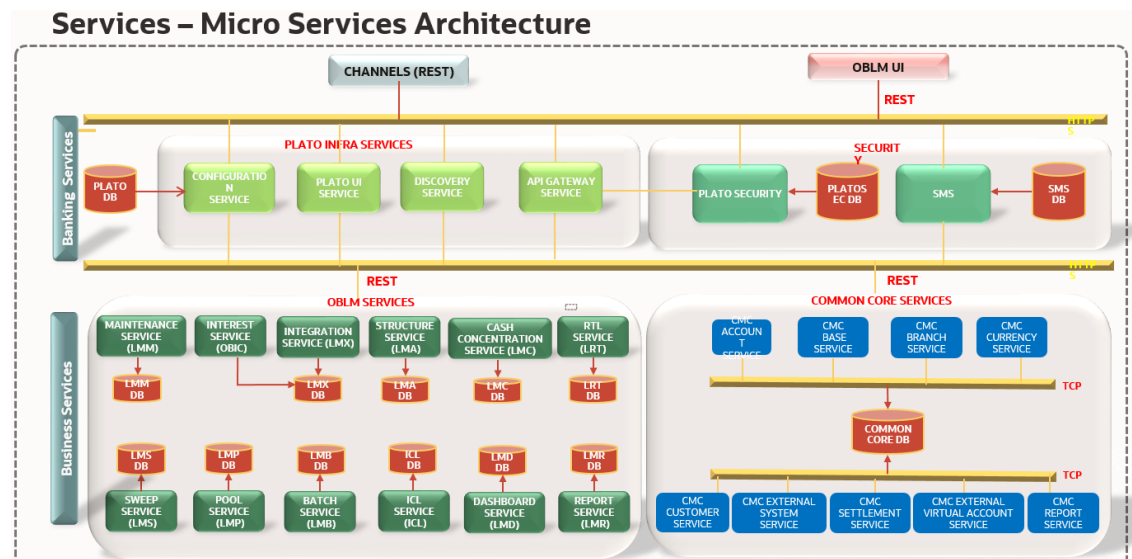 Services – Micro Services Architecture
CHANNELS (REST)
OBLM UI
REST
HTTP
S
Banking Services
PLATO INFRA SERVICES
SECURIT
Y
PLATO
DB
CONFIGURATIO
N
SERVICE
PLATO UI
SERVICE
DISCOVERY
SERVICE
API GATEWAY
SERVICE
PLATO SECURITY
PLATOS
EC DB
SMS
SMS
DB
HTTP
S
REST
REST
Business Services
OBLM SERVICES
MAINTENANCE
SERVICE
(LMM)
INTEREST
SERVICE
(OBIC)
INTEGRATION
SERVICE (LMX)
STRUCTURE
SERVICE
(LMA)
CASH
CONCENTRATION
SERVICE (LMC)
RTL
SERVICE
(LRT)
LMM
DB
LMX
DB
LMA
DB
LMC
DB
LRT
DB
LMS
DB
LMP
DB
LMB
DB
ICL
DB
LMD
DB
LMR
DB
SWEEP
SERVICE
(LMS)
POOL
SERVICE
(LMP)
BATCH
SERVICE
(LMB)
ICL
SERVICE
(ICL)
DASHBOARD
SERVICE
(LMD)
REPORT
SERVICE
(LMR)
COMMON CORE SERVICES
CMC
ACCOUN
T
SERVICE
CMC
BASE
SERVICE
CMC
BRANCH
SERVICE
CMC
CURRENCY
SERVICE
TCP
COMMON
CORE DB
TCP
CMC
CUSTOMER
SERVICE
CMC EXTERNAL
SYSTEM
SERVICE
CMC
SETTLEMENT
SERVICE
CMC EXTERNAL
VIRTUAL ACCOUNT
SERVICE
CMC
REPORT
SERVICE